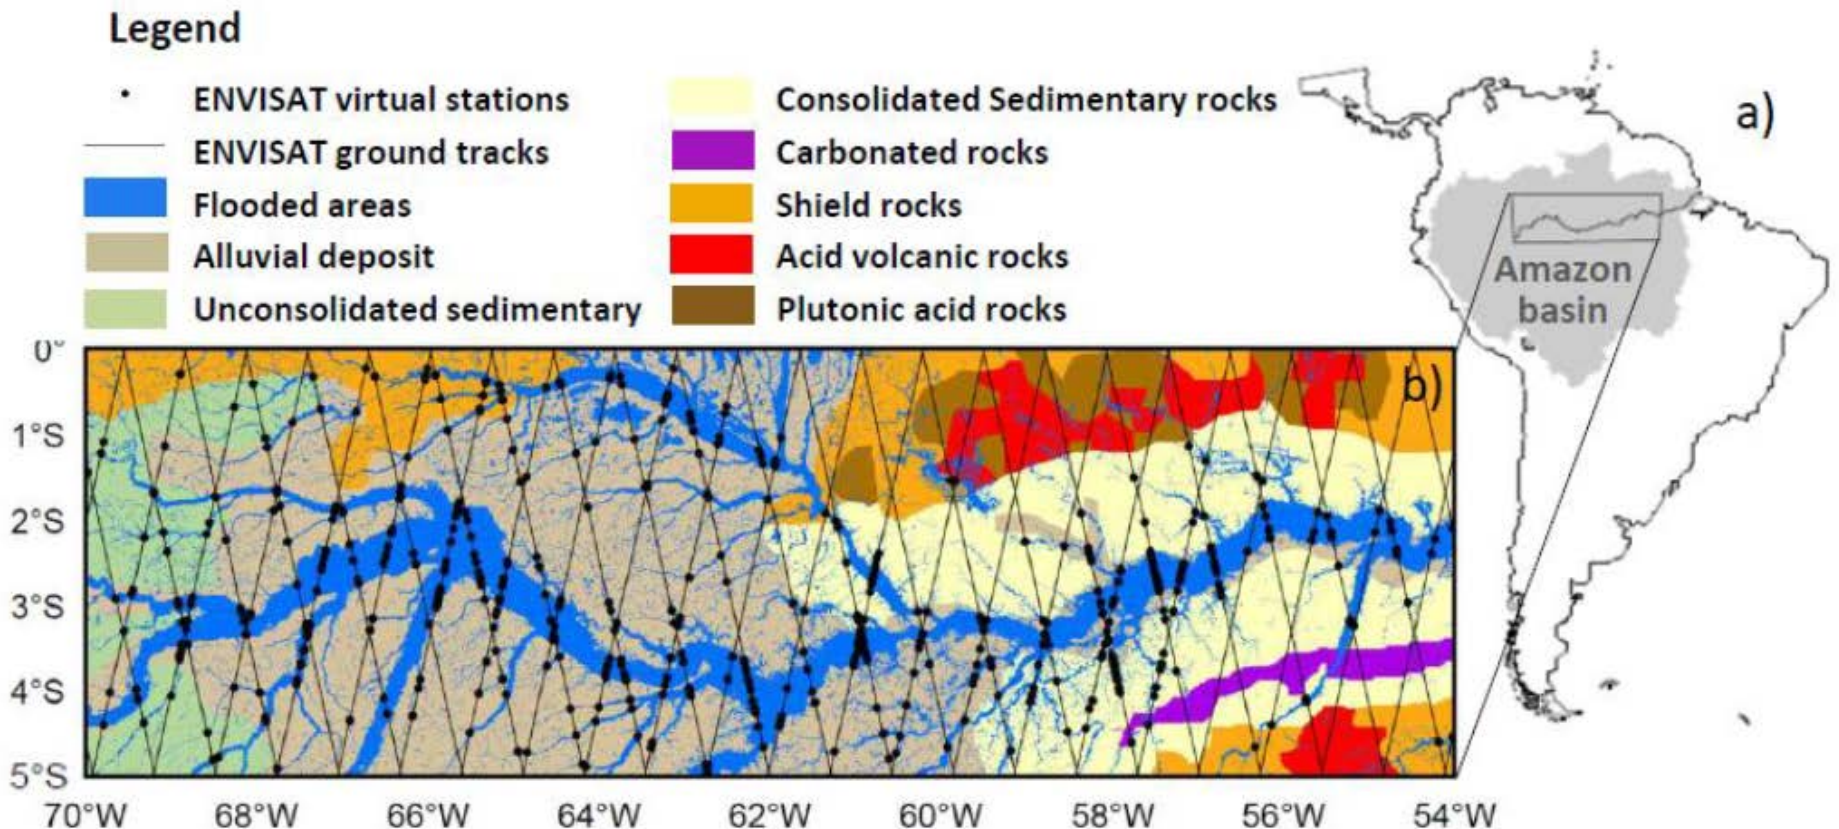 Legend
ENVISAT virtual stations
ENVISAT ground tracks
Flooded areas
Alluvial deposit
Unconsolidated sedimentary
Consolidated Sedimentary rocks
Carbonated rocks
Shield rocks
Acid volcanic rocks
Plutonic acid rocks
a)
Amazon
basin
b)
0°
1°S
2°S
3°S
4°S
5°S
70°W 68°W 66°W 64°W 62°W 60°W 58°W 56°W 54°W